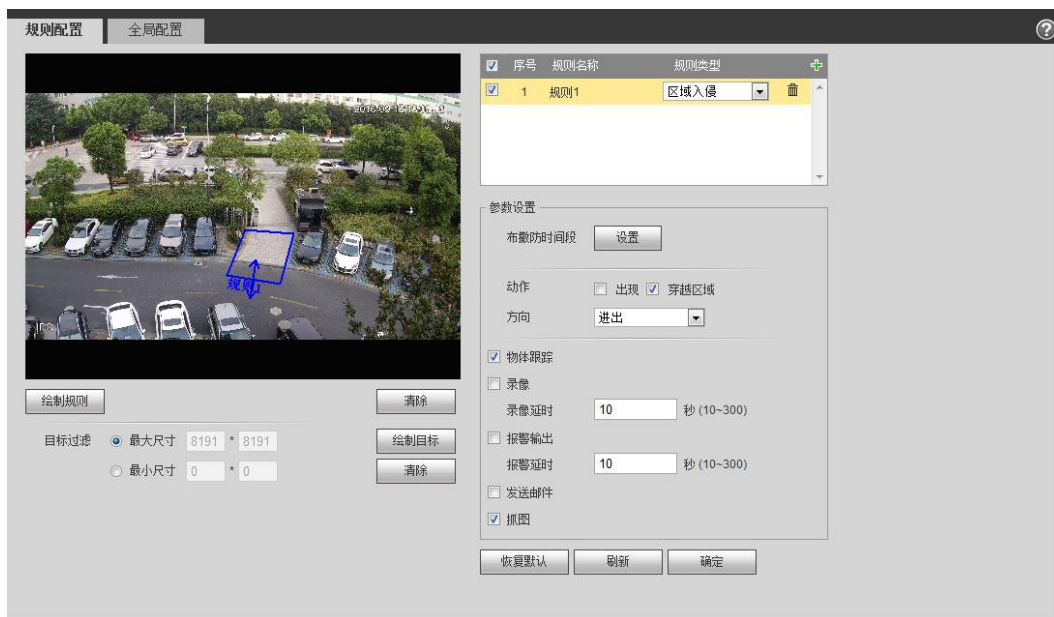 规则配置 全局配置
序号 规则名称 规则类型
1 规则1 区域入侵
规则1
IPC
参数设置
布撤防时间段 设置
动作 出现 穿越区域
方向 进出
物体跟踪
录像
录像延时 10 秒 (10~300)
报警输出
报警延时 10 秒 (10~300)
发送邮件
抓图
恢复默认 刷新 确定
绘制规则 清除
目标过滤 最大尺寸 8191 * 8191 绘制目标
最小尺寸 0 * 0 清除